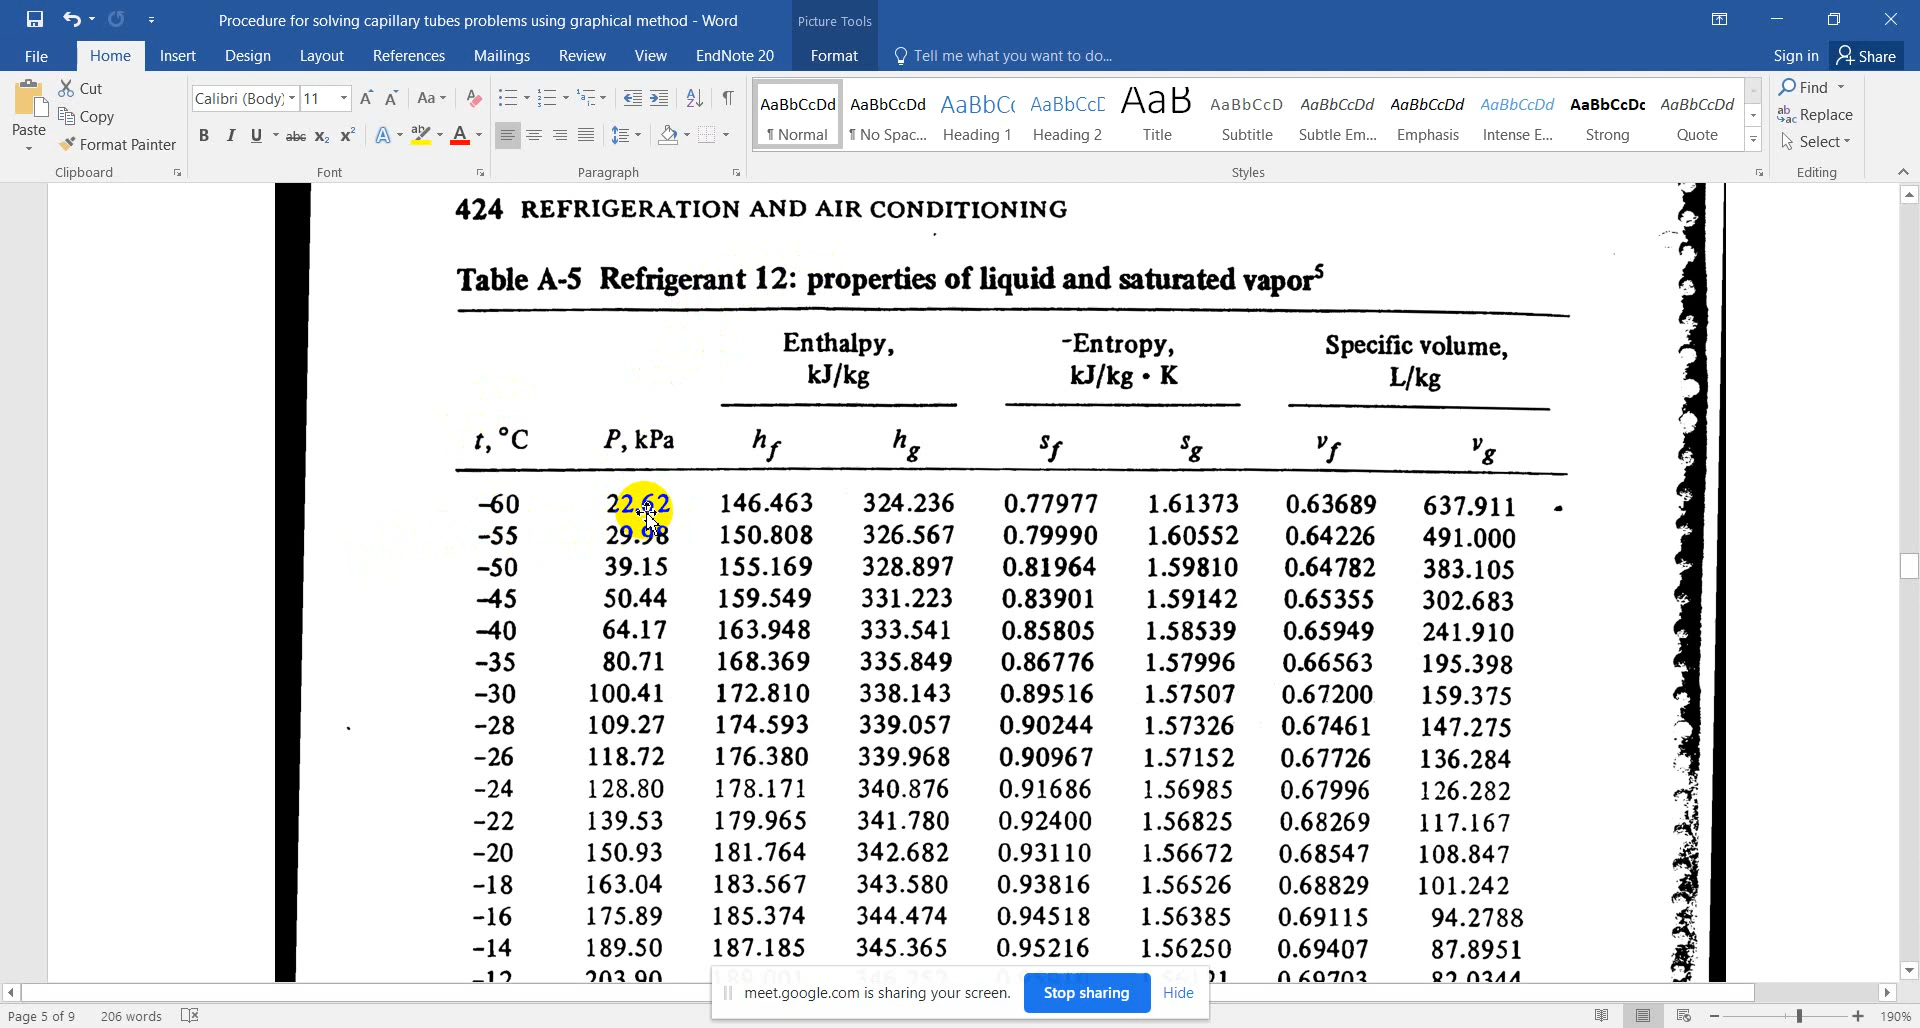 Procedure for solving capillary tubes problems using graphical method - Word
Picture Tools
File Home Insert Design Layout References Mailings Review View EndNote 20 Format Tell me what you want to do... Sign in Share
Paste
Cut
Copy
Format Painter
Clipboard
Calibri (Body) 11
Font
Paragraph
AaBbCcDd AaBbCcDd AaBbC AaBbCcC AaB AaBbCcD AaBbCcDd AaBbCcDd AaBbCcDd AaBbCcDc AaBbCcDd
¶ Normal ¶ No Spac... Heading 1 Heading 2 Title Subtitle Subtle Em... Emphasis Intense E... Strong Quote
Styles
Find
Replace
Select
Editing
424 REFRIGERATION AND AIR CONDITIONING
Table A-5 Refrigerant 12: properties of liquid and saturated vapor⁵
Enthalpy, Entropy, Specific volume,
kJ/kg kJ/kg • K L/kg
t, °C P, kPa hf hg sf sg vf vg
-60 22.62 146.463 324.236 0.77977 1.61373 0.63689 637.911
-55 29.98 150.808 326.567 0.79990 1.60552 0.64226 491.000
-50 39.15 155.169 328.897 0.81964 1.59810 0.64782 383.105
-45 50.44 159.549 331.223 0.83901 1.59142 0.65355 302.683
-40 64.17 163.948 333.541 0.85805 1.58539 0.65949 241.910
-35 80.71 168.369 335.849 0.86776 1.57996 0.66563 195.398
-30 100.41 172.810 338.143 0.89516 1.57507 0.67200 159.375
-28 109.27 174.593 339.057 0.90244 1.57326 0.67461 147.275
-26 118.72 176.380 339.968 0.90967 1.57152 0.67726 136.284
-24 128.80 178.171 340.876 0.91686 1.56985 0.67996 126.282
-22 139.53 179.965 341.780 0.92400 1.56825 0.68269 117.167
-20 150.93 181.764 342.682 0.93110 1.56672 0.68547 108.847
-18 163.04 183.567 343.580 0.93816 1.56526 0.68829 101.242
-16 175.89 185.374 344.474 0.94518 1.56385 0.69115 94.2788
-14 189.50 187.185 345.365 0.95216 1.56250 0.69407 87.8951
-12 203.90 0.69703 82.0344
meet.google.com is sharing your screen. Stop sharing Hide
Page 5 of 9 206 words 190%